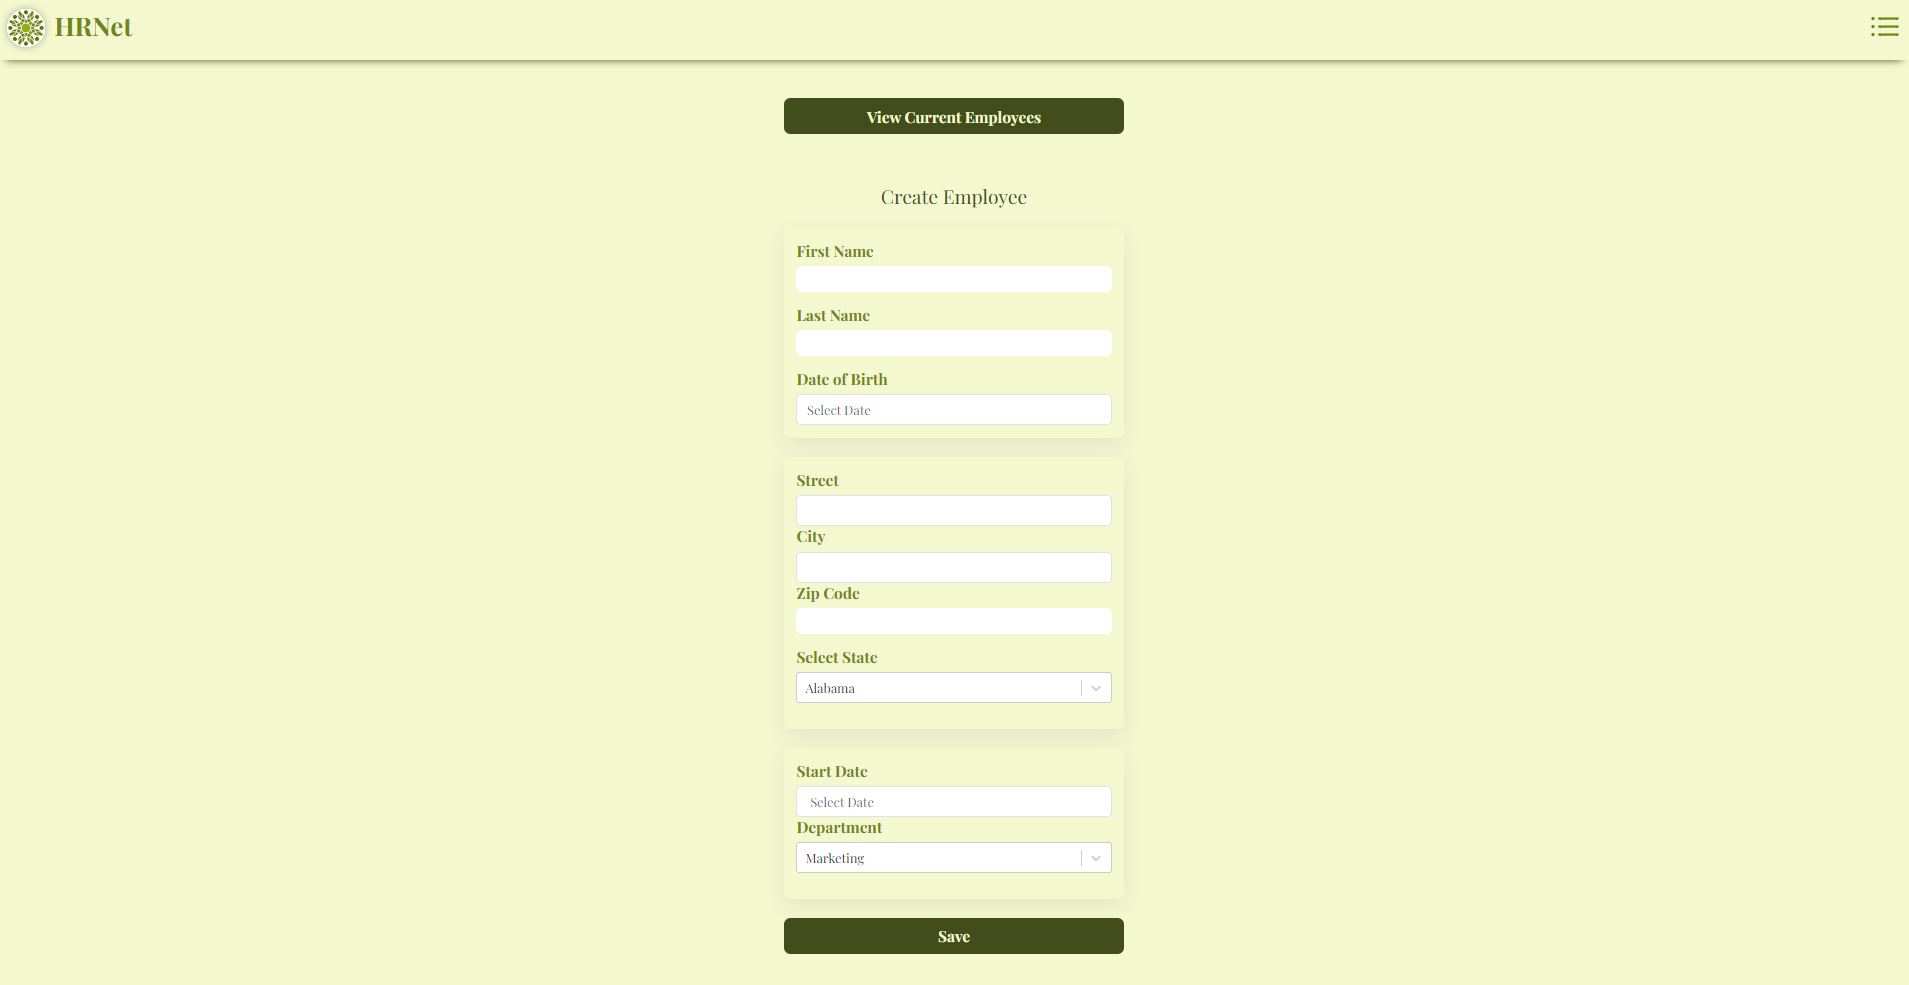 HRNet
View Current Employees
Create Employee
First Name
Last Name
Date of Birth
Select Date
Street
City
Zip Code
Select State
Alabama
Start Date
Select Date
Department
Marketing
Save